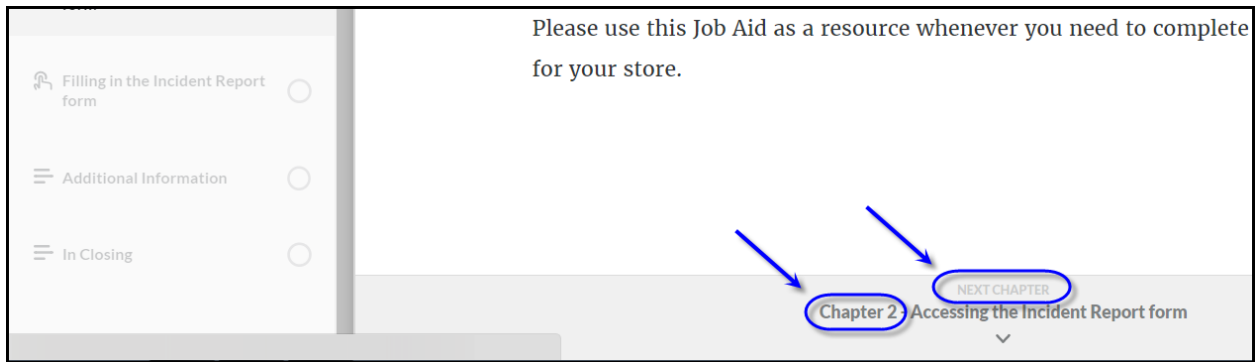 form
Filling in the Incident Report
form
Additional Information
In Closing
Please use this Job Aid as a resource whenever you need to complete
for your store.
NEXT CHAPTER
Chapter 2 - Accessing the Incident Report form